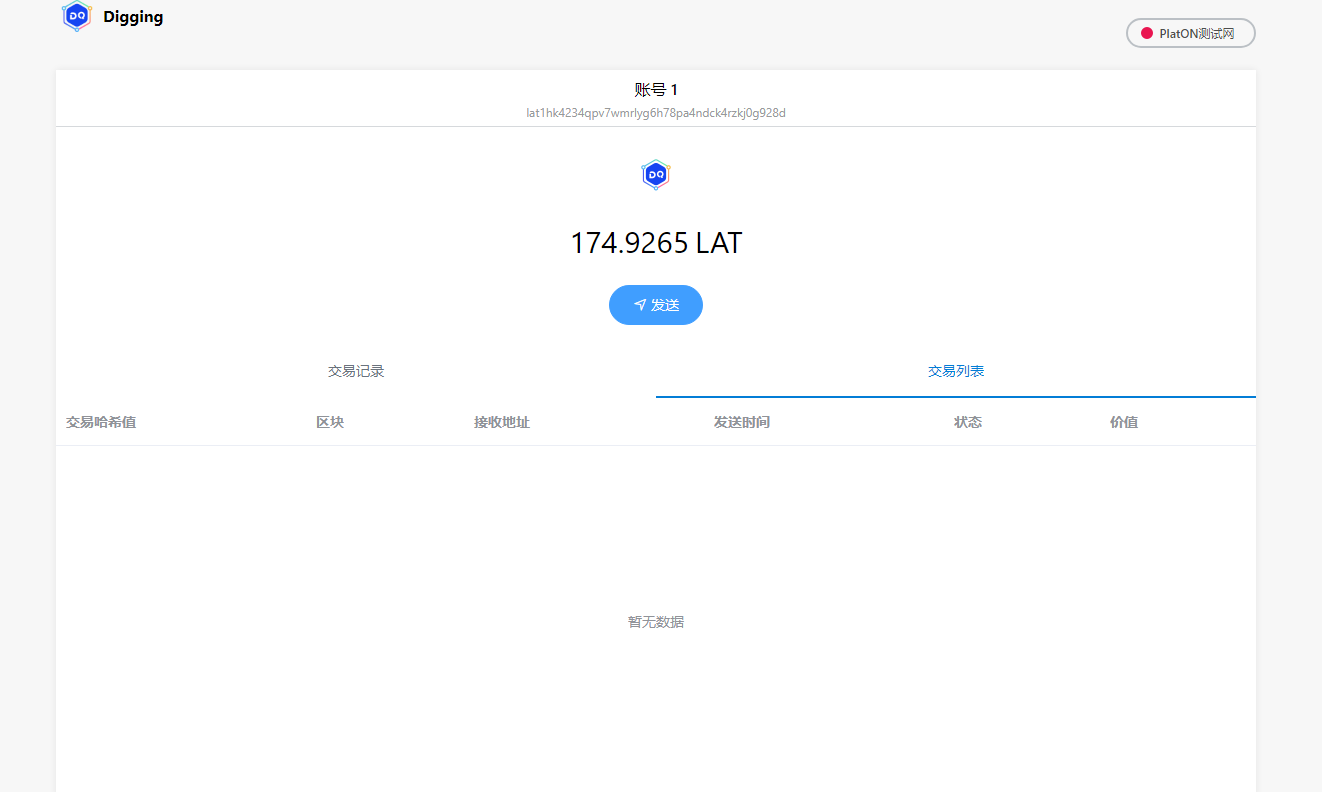 DQ Digging
PlatON测试网
账号 1
lat1hk4234qpv7wmrlyg6h78pa4ndck4rzkj0g928d
DQ
174.9265 LAT
发送
交易记录 交易列表
交易哈希值 区块 接收地址 发送时间 状态 价值
暂无数据